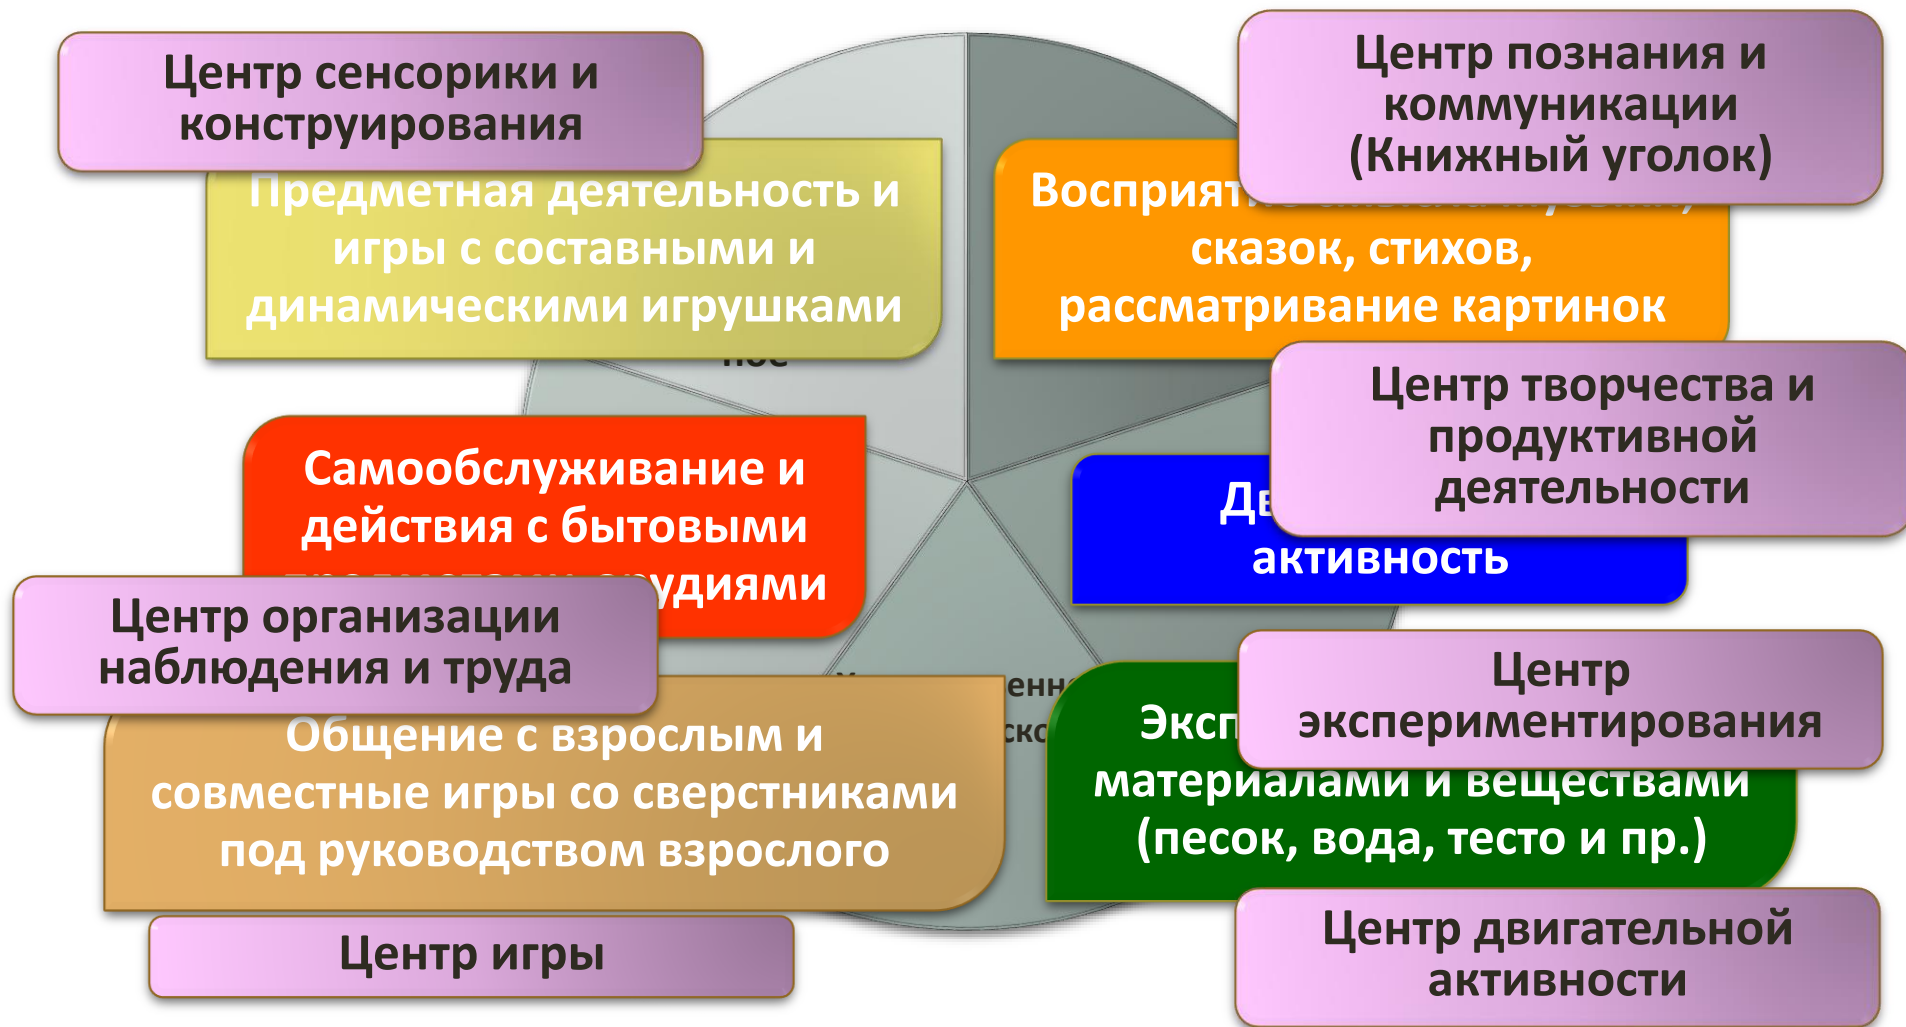 Центр сенсорики и
конструирования
Предметная деятельность и
игры с составными и
динамическими игрушками
Центр познания и
коммуникации
(Книжный уголок)
сказок, стихов,
рассматривание картинок
Самообслуживание и
действия с бытовыми
Центр творчества и
продуктивной
деятельности
активность
Центр организации
наблюдения и труда
Общение с взрослым и
совместные игры со сверстниками
под руководством взрослого
Центр игры
Центр
экспериментирования
материалами и веществами
(песок, вода, тесто и пр.)
Центр двигательной
активности